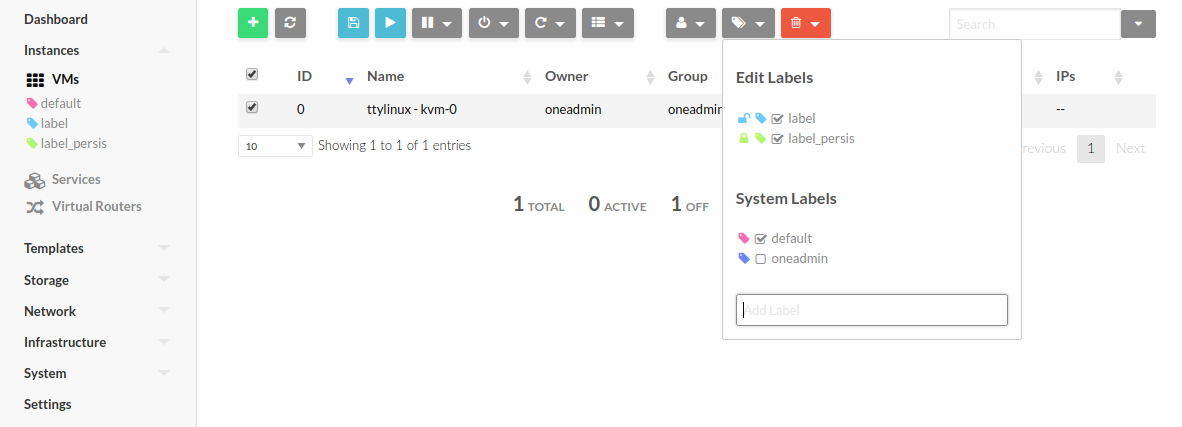 Dashboard
Instances
VMs
default
label
label_persis
Services
Virtual Routers
Templates
Storage
Network
Infrastructure
System
Settings
Search
ID Name Owner Group IPs
0 ttylinux - kvm-0 oneadmin oneadmin --
10 Showing 1 to 1 of 1 entries
revious 1 Next
1 TOTAL 0 ACTIVE 1 OFF
Edit Labels
label
label_persis
System Labels
default
oneadmin
Add Label